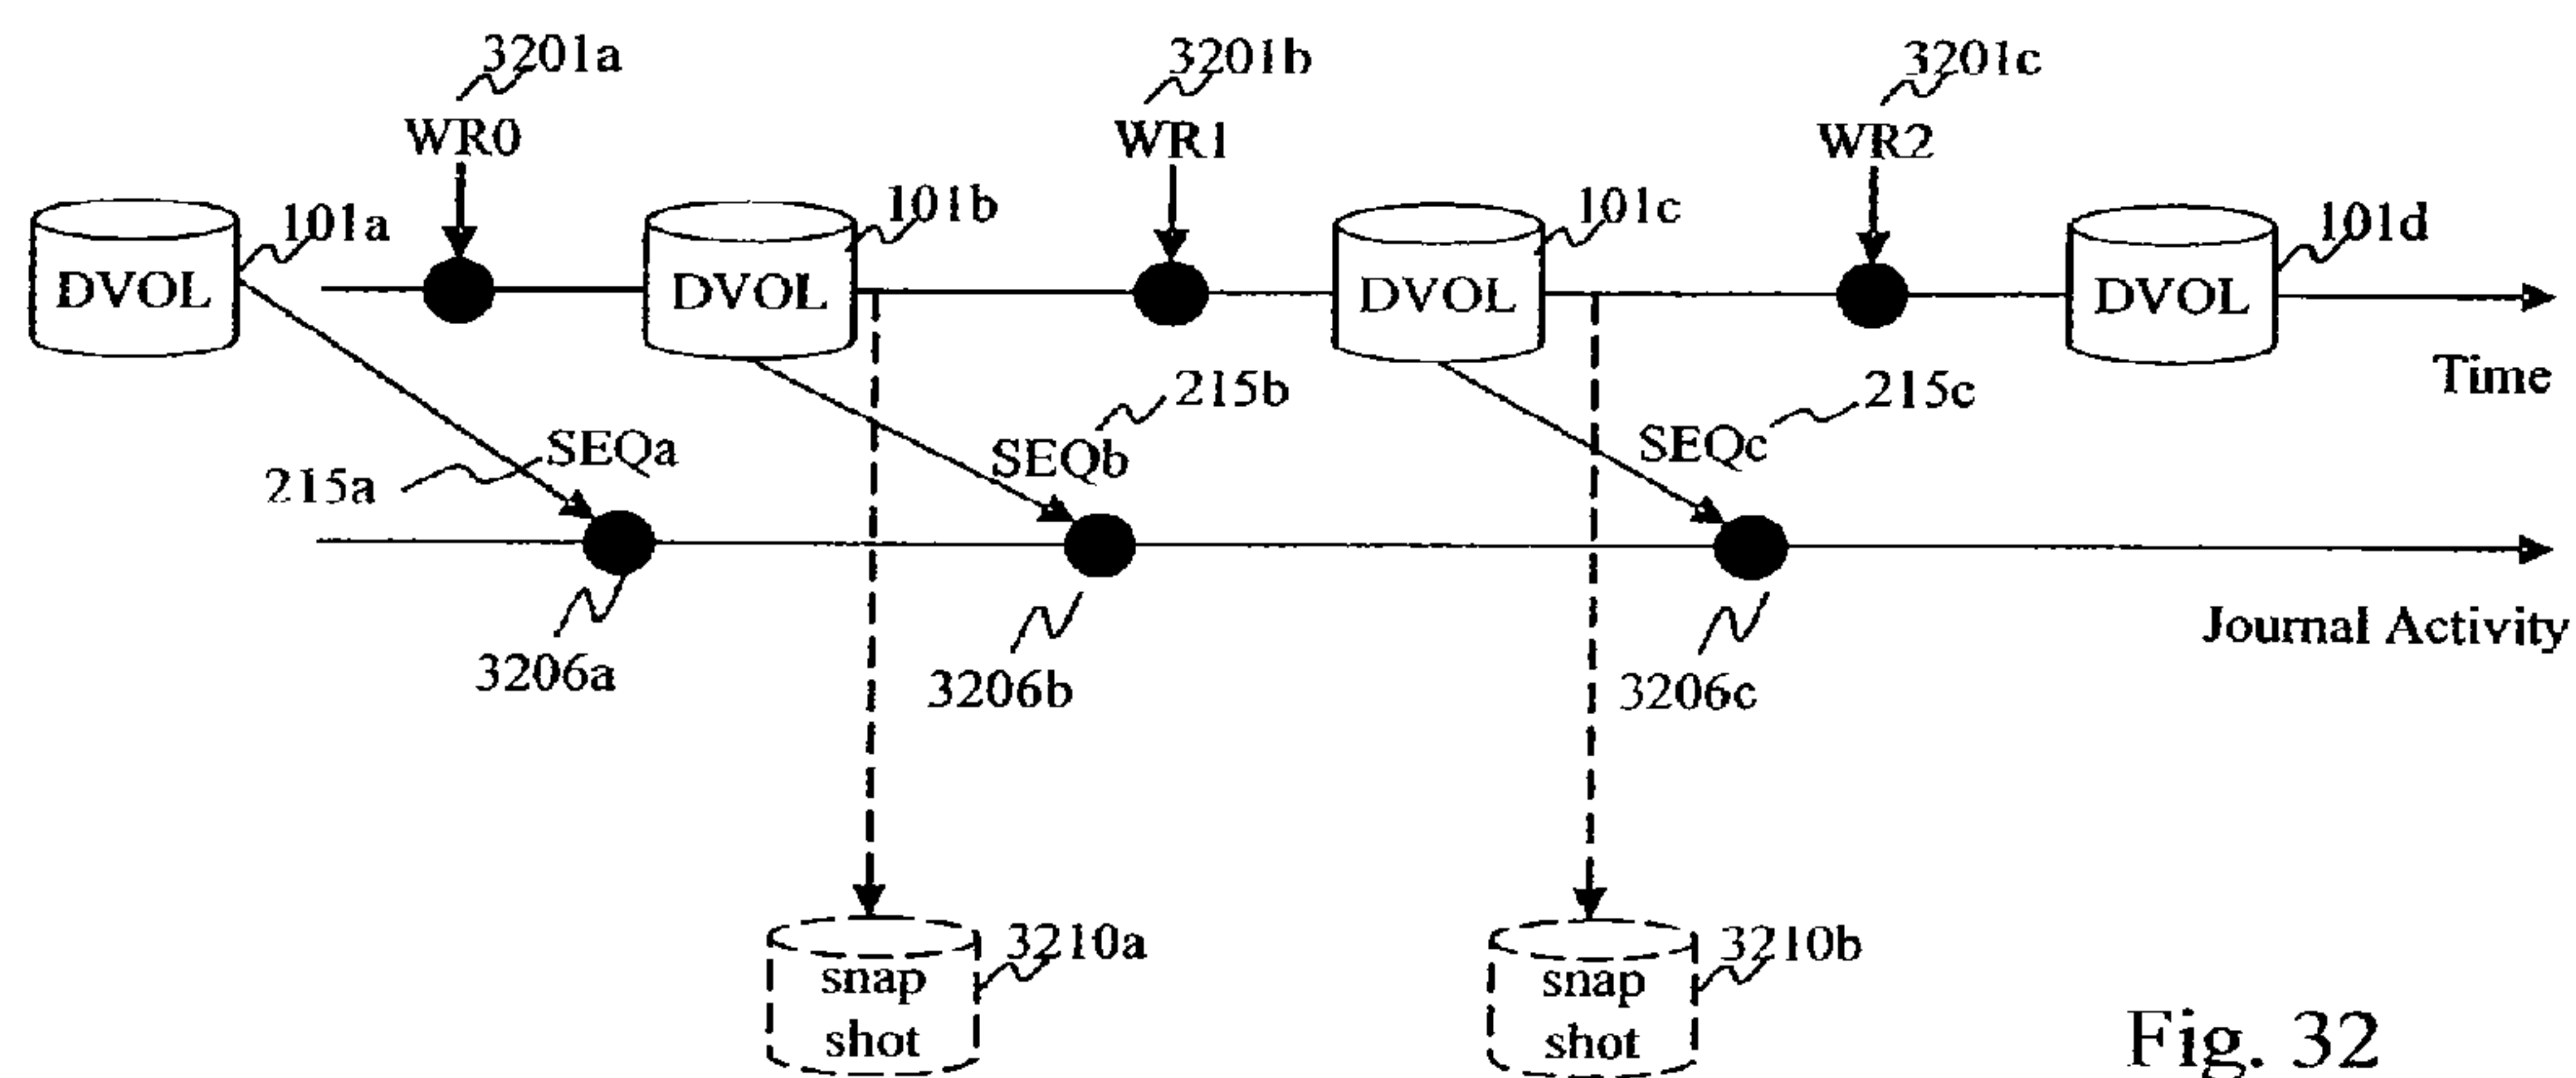 3201a
3201b
3201c
WR0
WR1
WR2
101a
101b
101c
101d
DVOL
DVOL
DVOL
DVOL
Time
215b
215c
SEQa
SEQb
SEQc
215a
Journal Activity
3206a
3206b
3206c
3210a
3210b
snap
shot
snap
shot
Fig. 32